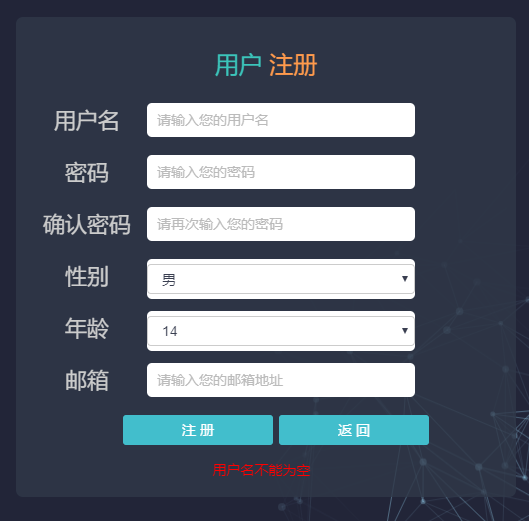 用户 注册
用户名 请输入您的用户名
密码 请输入您的密码
确认密码 请再次输入您的密码
性别 男
年龄 14
邮箱 请输入您的邮箱地址
注 册 返 回
用户名不能为空